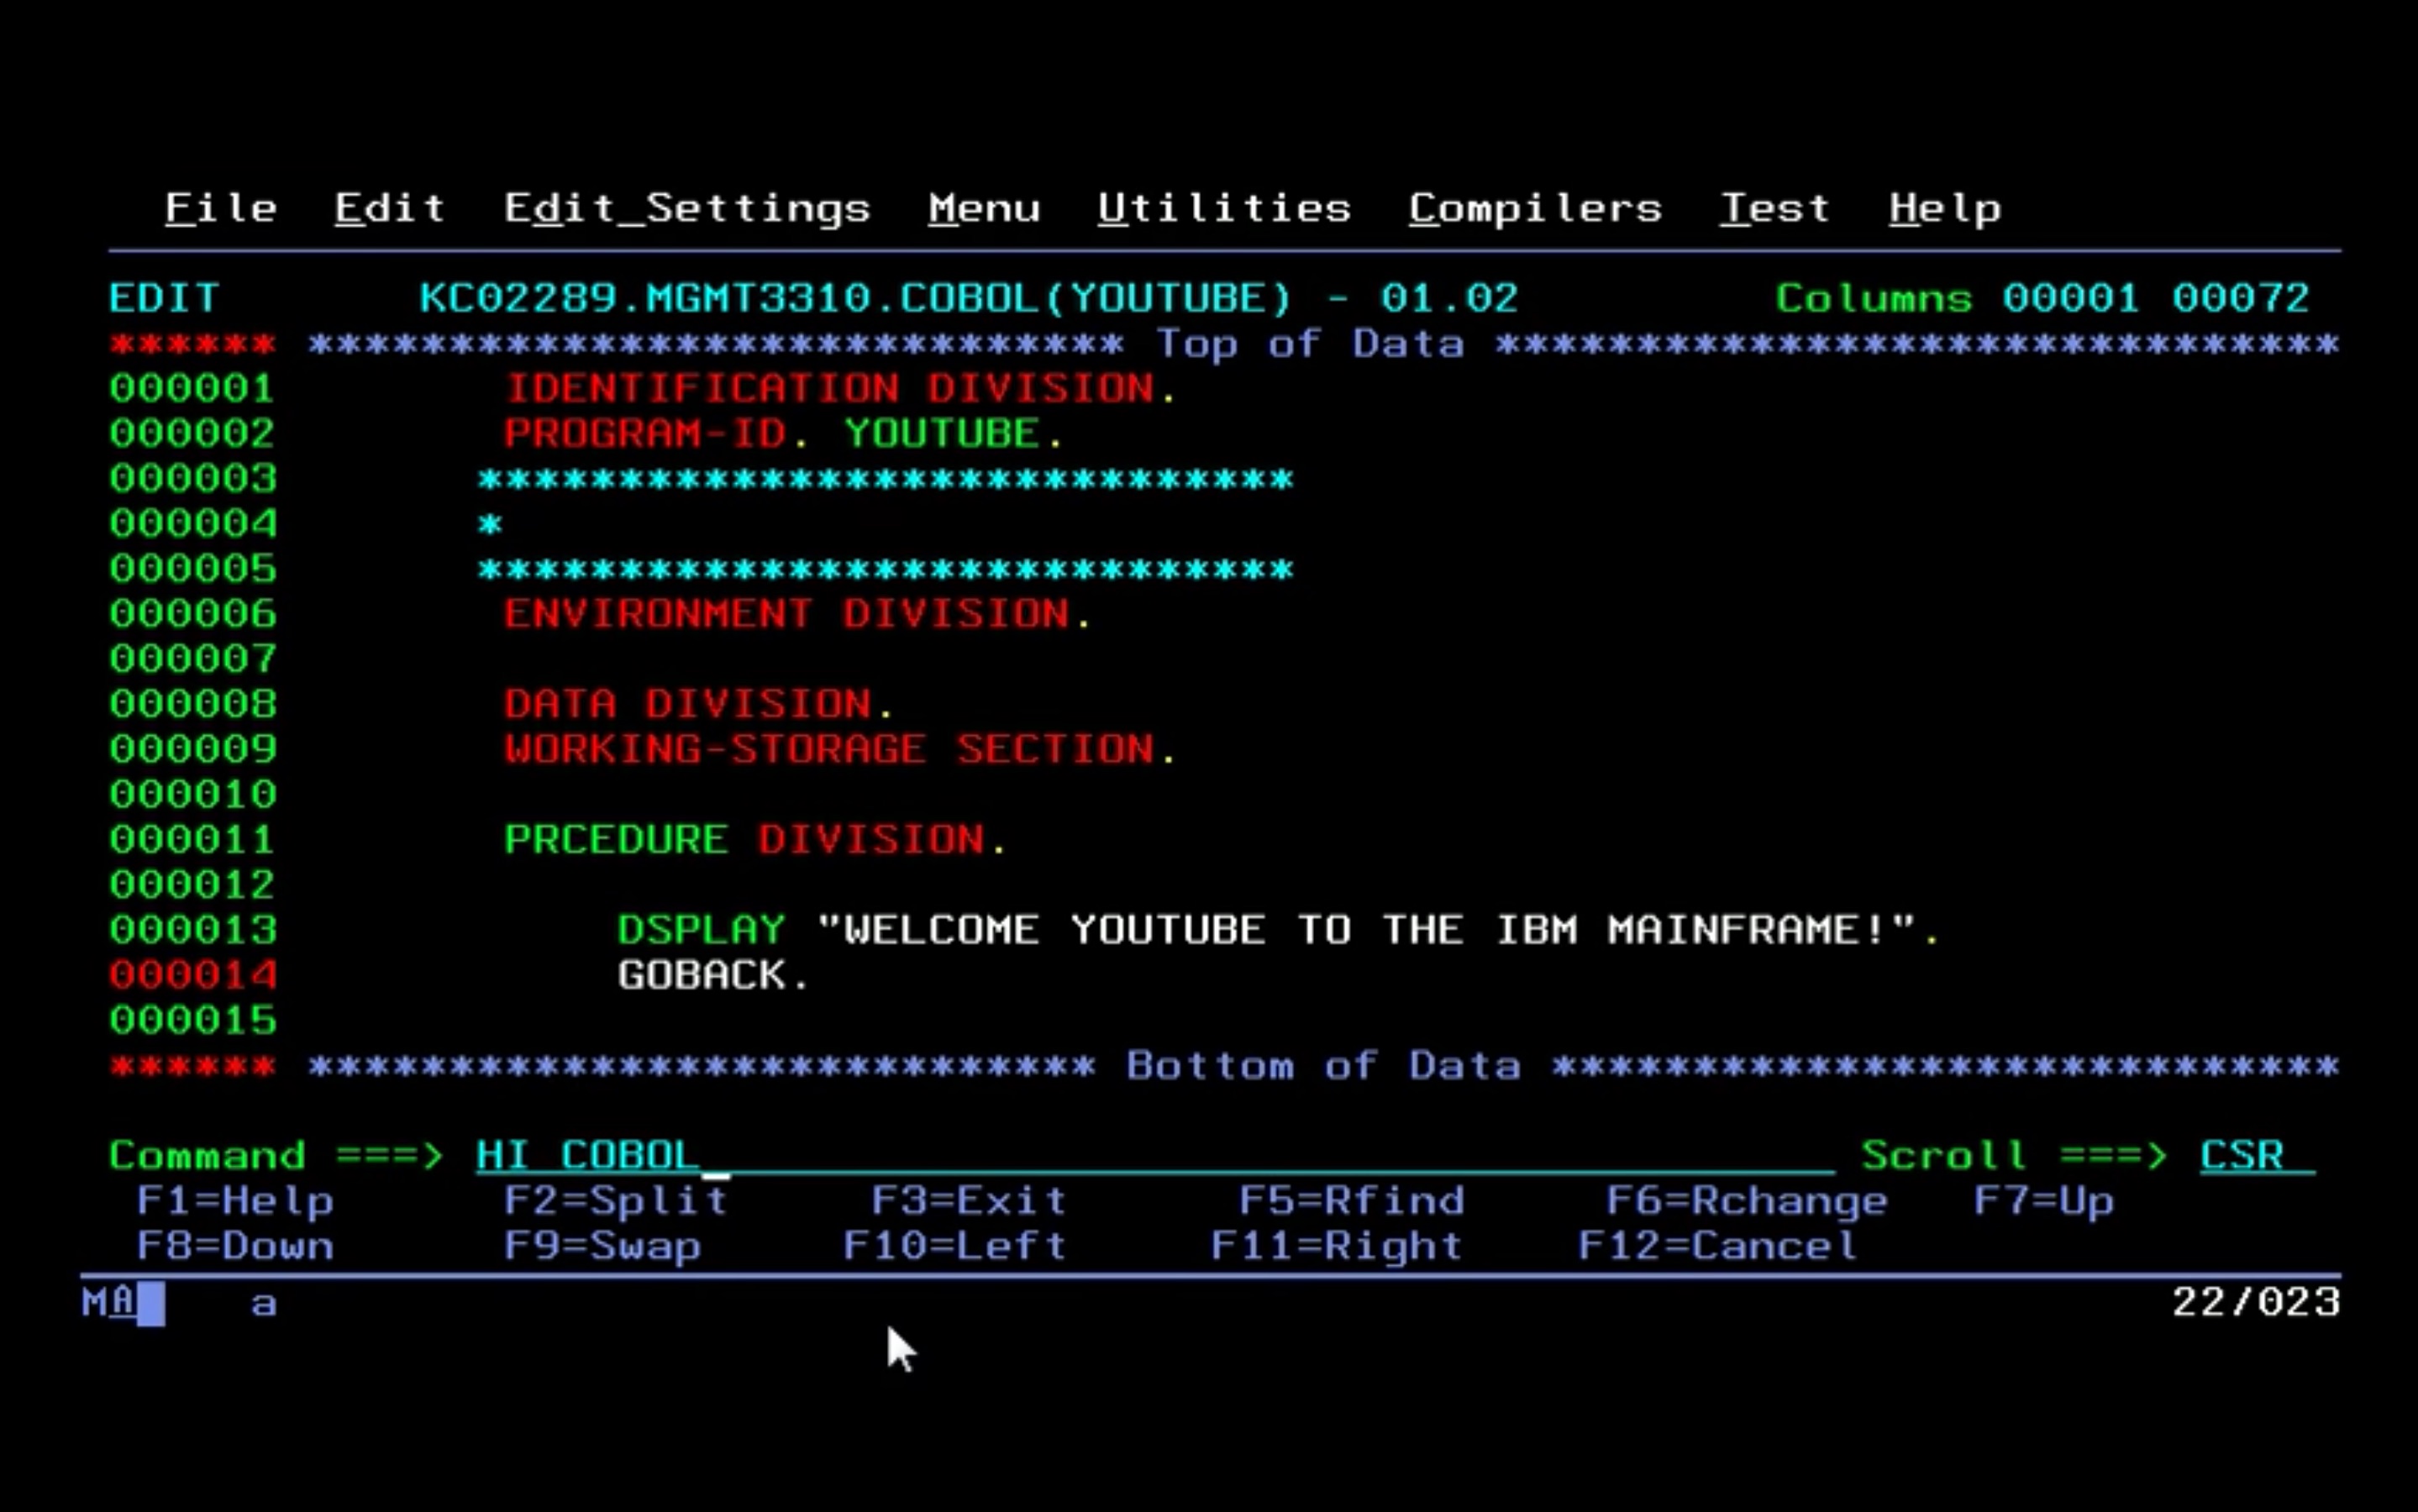 File  Edit  Edit_Settings  Menu  Utilities  Compilers  Test  Help
EDIT       KC02289.MGMT3310.COBOL(YOUTUBE) - 01.02         Columns 00001 00072
****** ***************************** Top of Data ******************************
000001        IDENTIFICATION DIVISION.
000002        PROGRAM-ID. YOUTUBE.
000003       *****************************
000004       *
000005       *****************************
000006        ENVIRONMENT DIVISION.
000007
000008        DATA DIVISION.
000009        WORKING-STORAGE SECTION.
000010
000011        PRCEDURE DIVISION.
000012
000013            DSPLAY "WELCOME YOUTUBE TO THE IBM MAINFRAME!".
000014            GOBACK.
000015
****** **************************** Bottom of Data ****************************
Command ===> HI COBOL_                                        Scroll ===> CSR
F1=Help      F2=Split     F3=Exit      F5=Rfind     F6=Rchange   F7=Up
F8=Down      F9=Swap     F10=Left     F11=Right    F12=Cancel
MA    a                                                                  22/023